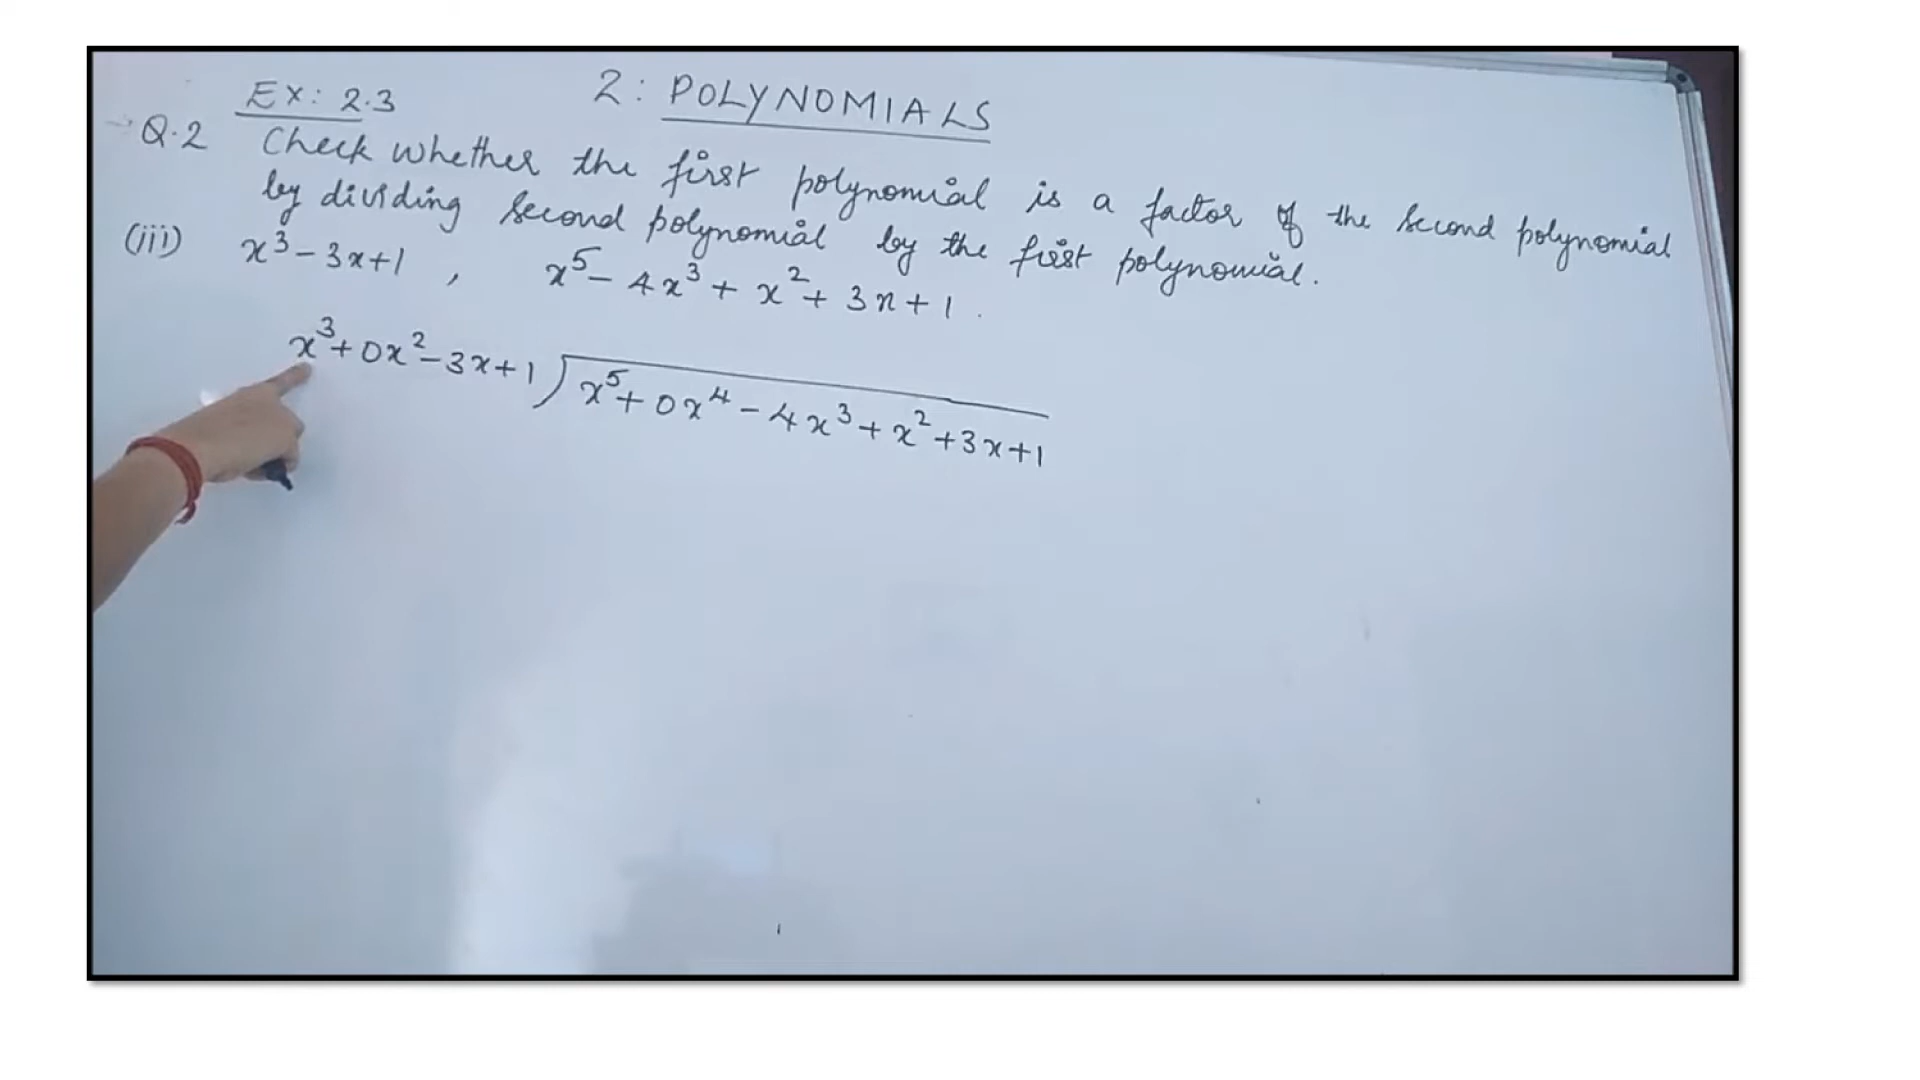 Ex: 2.3
2: POLYNOMIALS
Q.2 Check whether the first polynomial is a factor of the second polynomial
by dividing second polynomial by the first polynomial.
(iii) x³ - 3x + 1 , x⁵ - 4x³ + x² + 3x + 1 .
x³ + 0x² - 3x + 1 ) x⁵ + 0x⁴ - 4x³ + x² + 3x + 1